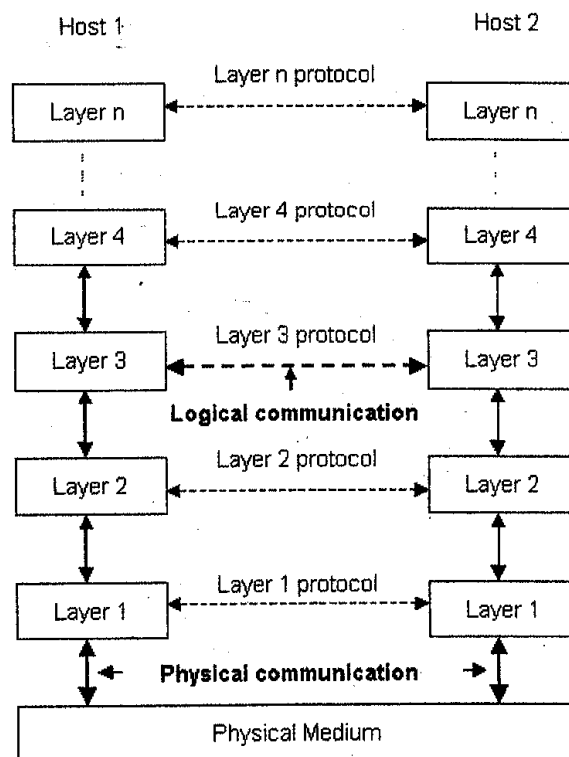 Host 1
Host 2
Layer n protocol
Layer n
Layer n
Layer 4 protocol
Layer 4
Layer 4
Layer 3 protocol
Layer 3
Layer 3
Logical communication
Layer 2 protocol
Layer 2
Layer 2
Layer 1 protocol
Layer 1
Layer 1
Physical communication
Physical Medium